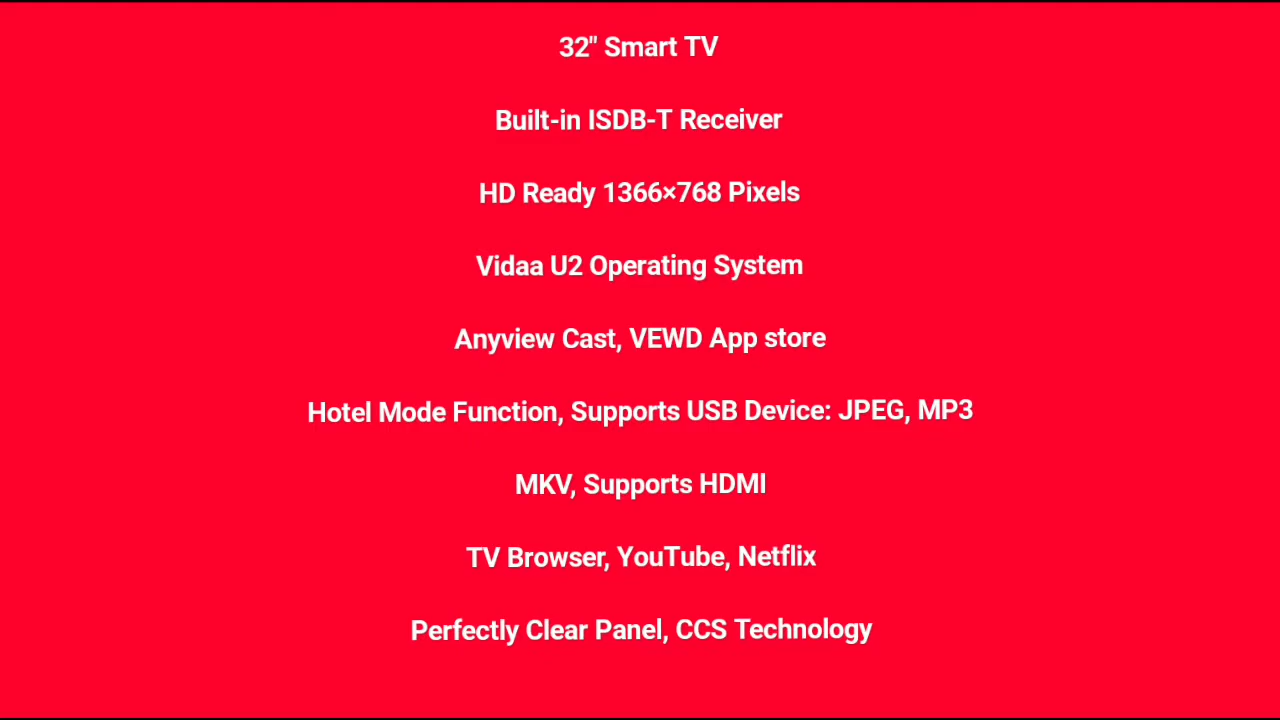 32" Smart TV
Built-in ISDB-T Receiver
HD Ready 1366×768 Pixels
Vidaa U2 Operating System
Anyview Cast, VEWD App store
Hotel Mode Function, Supports USB Device: JPEG, MP3
MKV, Supports HDMI
TV Browser, YouTube, Netflix
Perfectly Clear Panel, CCS Technology